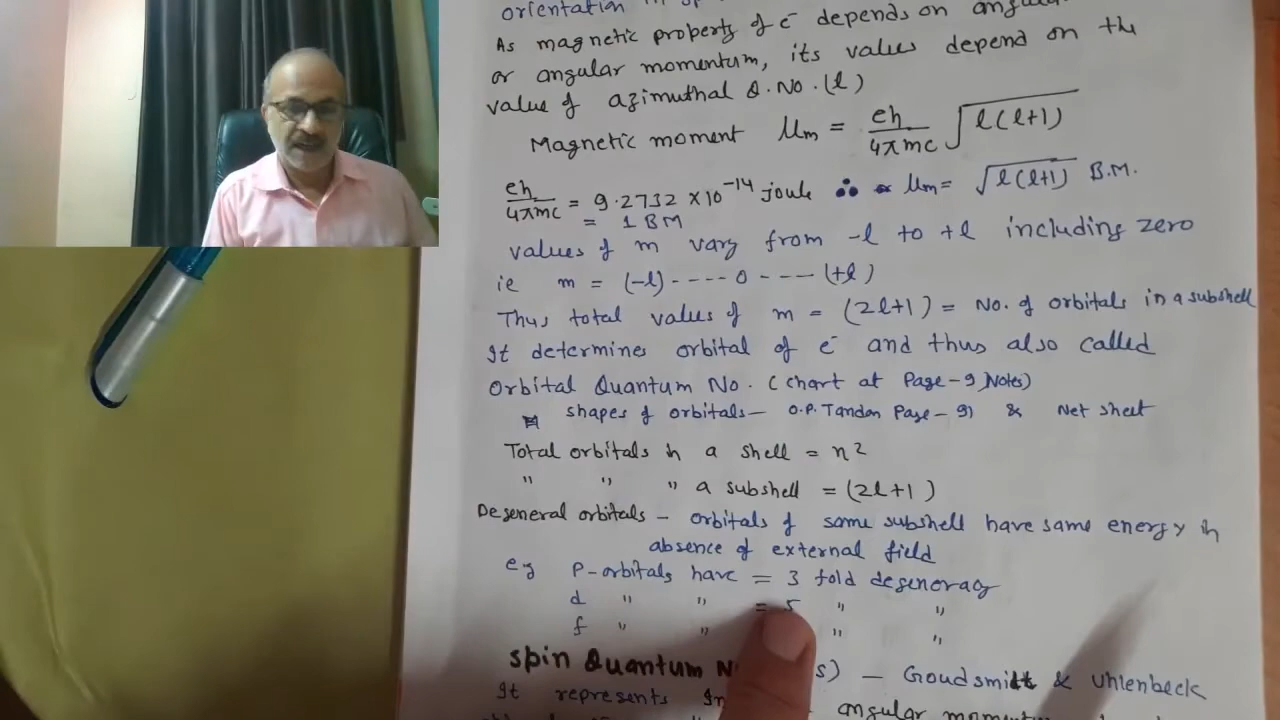 orientation in
As magnetic property of e⁻ depends on
or angular momentum, its values depend on the
value of azimuthal Q.No.(l)
Magnetic moment μm = eh/4πmc √l(l+1)
eh/4πmc = 9.2732 × 10⁻¹⁴ joule ∴ μm = √l(l+1) B.M.
= 1 BM
values of m vary from -l to +l including zero
ie m = (-l)----0---(+l)
Thus total values of m = (2l+1) = No. of orbitals in a subshell
It determines orbital of e⁻ and thus also called
Orbital Quantum No. (chart at Page-9 Notes)
shapes of orbitals- O.P. Tandan Page-91 & Net sheet
Total orbitals in a shell = n²
" " " a subshell = (2l+1)
Degeneral orbitals - orbitals of same subshell have same energy in
absence of external field
eg P-orbitals have = 3 fold degeneracy
d " " = 5 " "
f " " " "
spin Quantum s) - Goudsmitt & Uhlenbeck
It represents angular